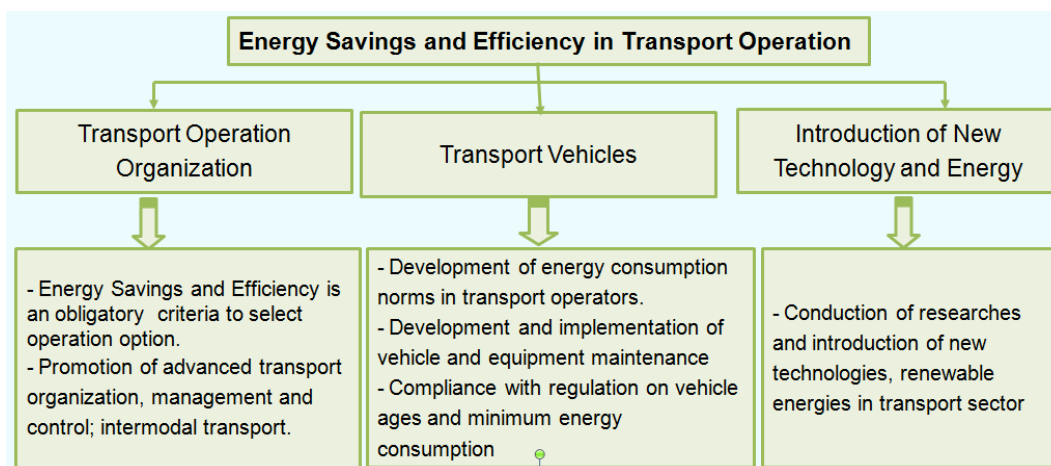 Energy Savings and Efficiency in Transport Operation
Transport Operation
Organization
Transport Vehicles
Introduction of New
Technology and Energy
- Energy Savings and Efficiency is
an obligatory criteria to select
operation option.
- Promotion of advanced transport
organization, management and
control; intermodal transport.
- Development of energy consumption
norms in transport operators.
- Development and implementation of
vehicle and equipment maintenance
- Compliance with regulation on vehicle
ages and minimum energy
consumption
- Conduction of researches
and introduction of new
technologies, renewable
energies in transport sector